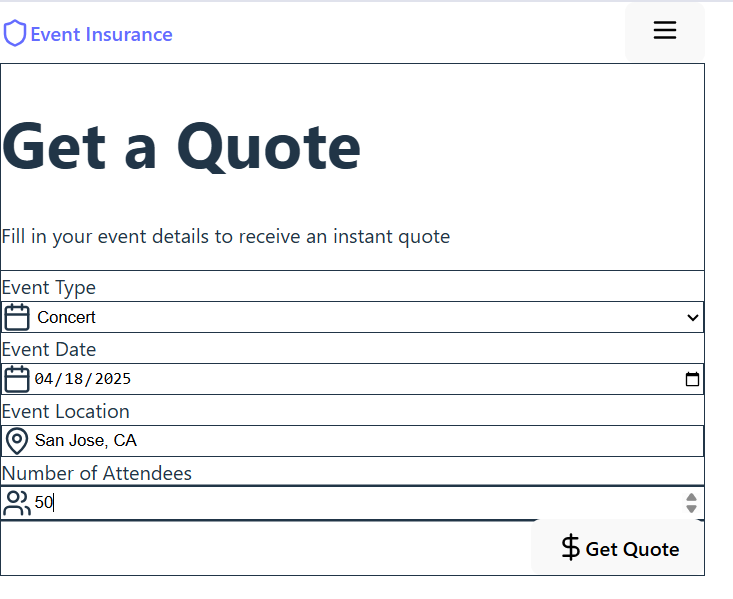 Event Insurance
Get a Quote
Fill in your event details to receive an instant quote
Event Type
Concert
Event Date
04/18/2025
Event Location
San Jose, CA
Number of Attendees
50
$ Get Quote